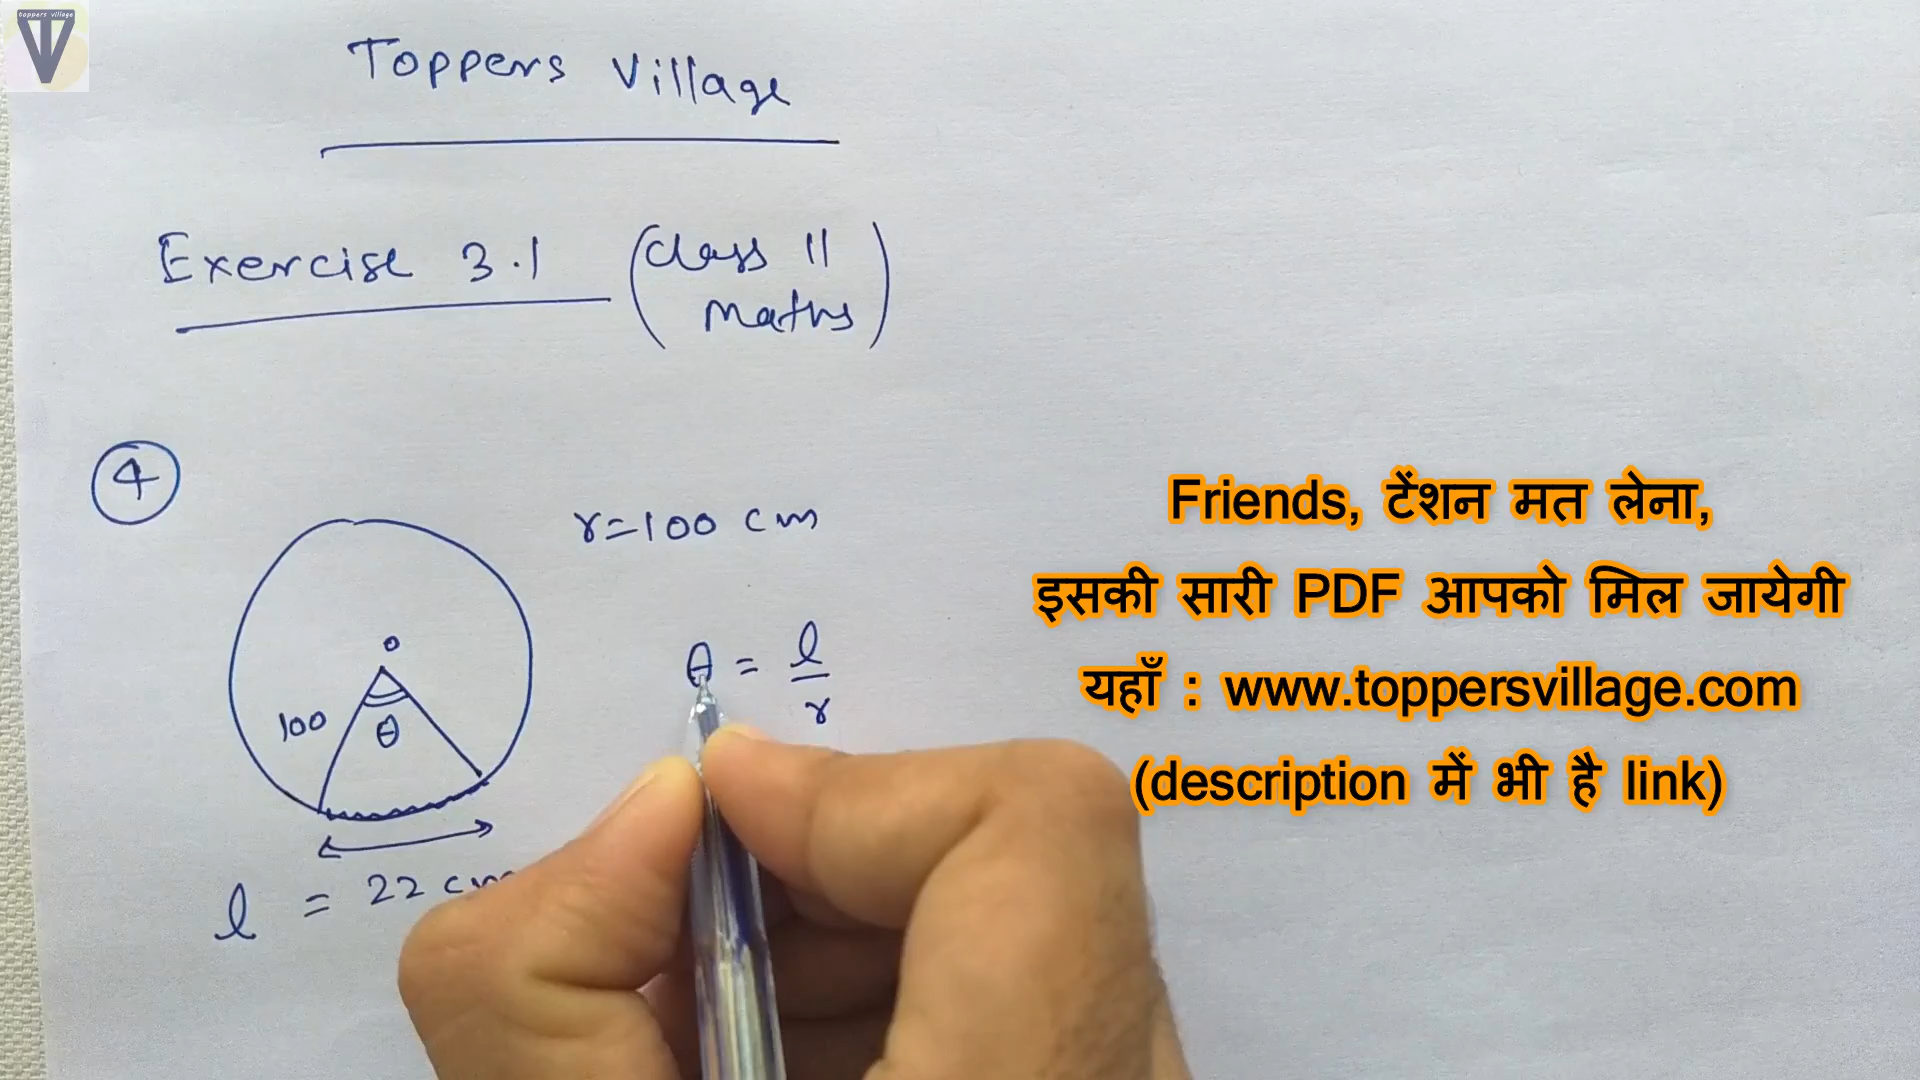 toppers village
Toppers Village
Exercise 3.1 (Class 11
Maths)
4
r=100 cm
O
θ = l
r
100
θ
l = 22 cm
Friends, टेंशन मत लेना,
इसकी सारी PDF आपको मिल जायेगी
यहाँ : www.toppersvillage.com
(description में भी है link)